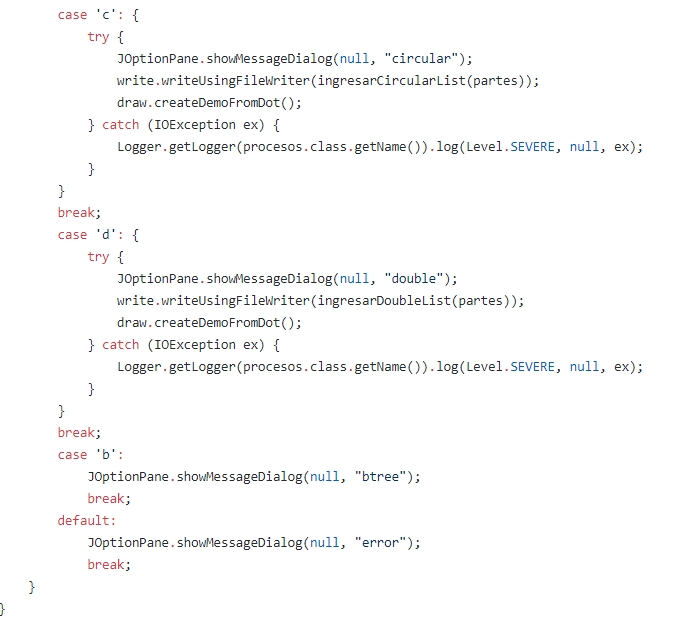 case 'c': {
try {
JOptionPane.showMessageDialog(null, "circular");
write.writeUsingFileWriter(ingresarCircularList(partes));
draw.createDemoFromDot();
} catch (IOException ex) {
Logger.getLogger(procesos.class.getName()).log(Level.SEVERE, null, ex);
}
}
break;
case 'd': {
try {
JOptionPane.showMessageDialog(null, "double");
write.writeUsingFileWriter(ingresarDoubleList(partes));
draw.createDemoFromDot();
} catch (IOException ex) {
Logger.getLogger(procesos.class.getName()).log(Level.SEVERE, null, ex);
}
}
break;
case 'b':
JOptionPane.showMessageDialog(null, "btree");
break;
default:
JOptionPane.showMessageDialog(null, "error");
break;
}
}